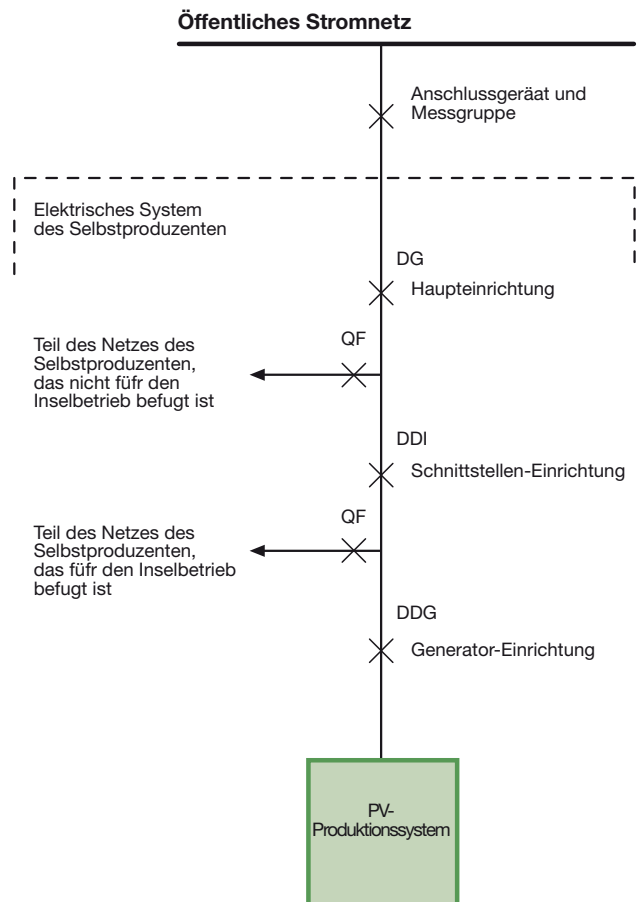 Öffentliches Stromnetz
Anschlussgeräat und
Messgruppe
Elektrisches System
des Selbstproduzenten
DG
Haupteinrichtung
QF
Teil des Netzes des
Selbstproduzenten,
das nicht füfr den
Inselbetrieb befugt ist
DDI
Schnittstellen-Einrichtung
QF
Teil des Netzes des
Selbstproduzenten,
das füfr den Inselbetrieb
befugt ist
DDG
Generator-Einrichtung
PV-
Produktionssystem